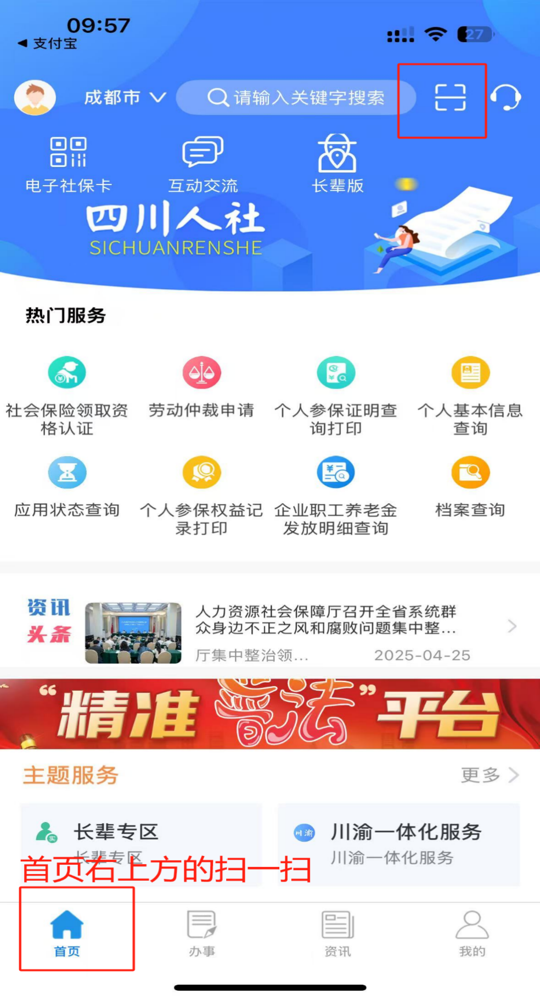 09:57
支付宝
27
成都市
请输入关键字搜索
电子社保卡
互动交流
长辈版
四川人社
SICHUANRENSHE
热门服务
社会保险领取资
格认证
劳动仲裁申请
个人参保证明查
询打印
个人基本信息
查询
应用状态查询
个人参保权益记
录打印
企业职工养老金
发放明细查询
档案查询
资讯
头条
人力资源社会保障厅召开全省系统群
众身边不正之风和腐败问题集中整...
厅集中整治领...
2025-04-25
“精准普法”平台
主题服务
更多
实
长辈专区
长辈专区
川渝
川渝一体化服务
川渝一体化服务
首页右上方的扫一扫
首页
办事
资讯
我的